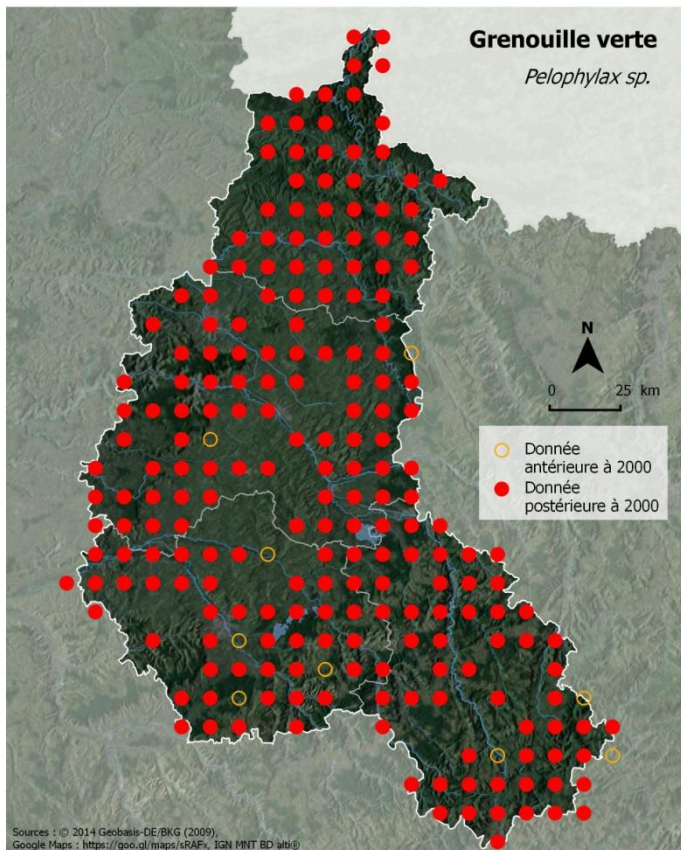 Grenouille verte
Pelophylax sp.
N
0 25 km
Donnée
antérieure à 2000
Donnée
postérieure à 2000
Sources : © 2014 Geobasis-DE/BKG (2009),
Google Maps : https://goo.gl/maps/sRAFx, IGN MNT BD alti®